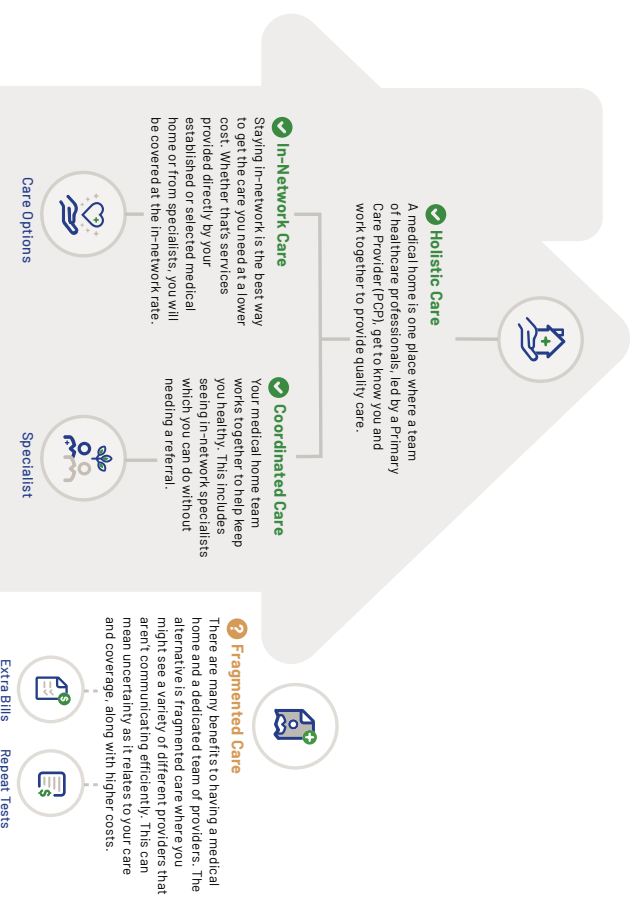 Holistic Care
A medical home is one place where a team
of healthcare professionals, led by a Primary
Care Provider (PCP), get to know you and
work together to provide quality care.
In-Network Care
Staying in-network is the best way
to get the care you need at a lower
cost. Whether that's services
provided directly by your
established or selected medical
home or from specialists, you will
be covered at the in-network rate.
Care Options
Coordinated Care
Your medical home team
works together to help keep
you healthy. This includes
seeing in-network specialists
which you can do without
needing a referral.
Specialist
? Fragmented Care
There are many benefits to having a medical
home and a dedicated team of providers. The
alternative is fragmented care where you
might see a variety of different providers that
aren't communicating efficiently. This can
mean uncertainty as it relates to your care
and coverage, along with higher costs.
$
$
Extra Bills
Repeat Tests